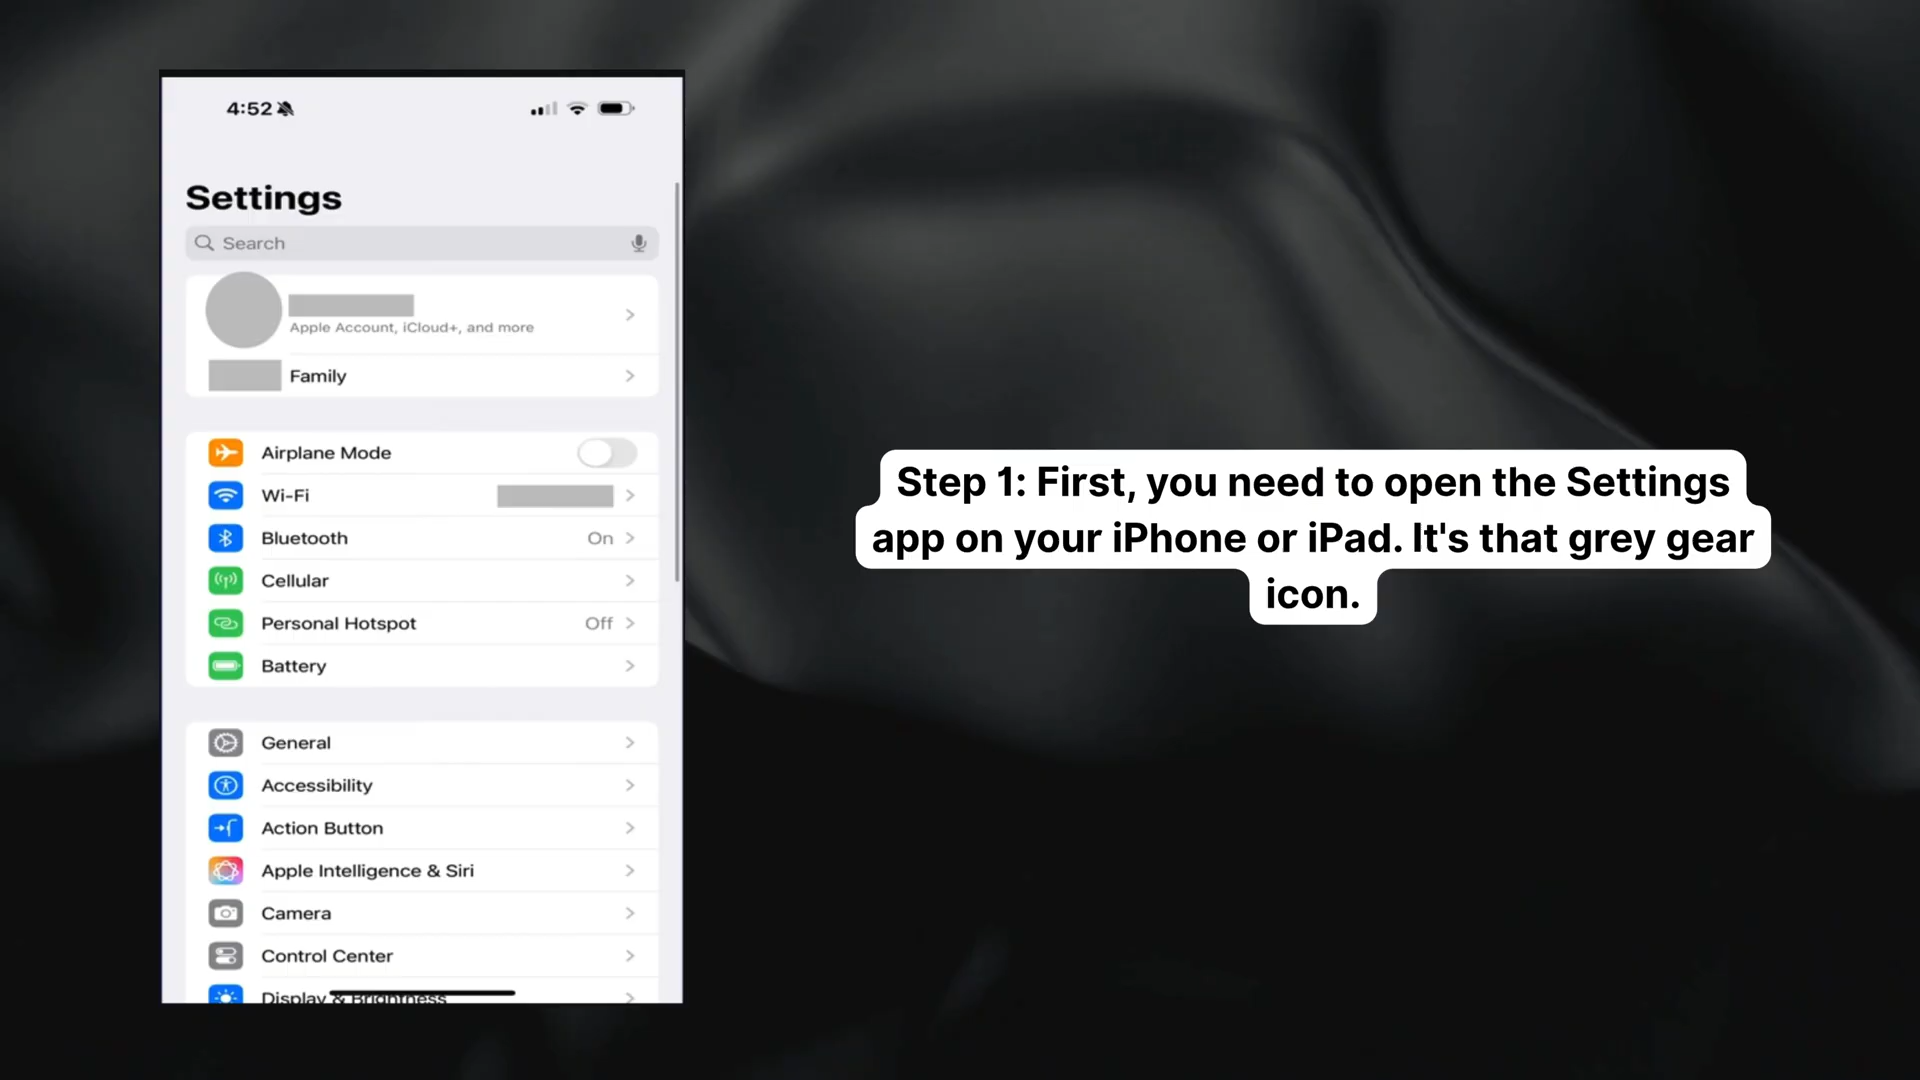 4:52
Settings
Search
Apple Account, iCloud+, and more
Family
Airplane Mode
Wi-Fi
Bluetooth On
Cellular
Personal Hotspot Off
Battery
General
Accessibility
Action Button
Apple Intelligence & Siri
Camera
Control Center
Display & Brightness
Step 1: First, you need to open the Settings
app on your iPhone or iPad. It's that grey gear
icon.